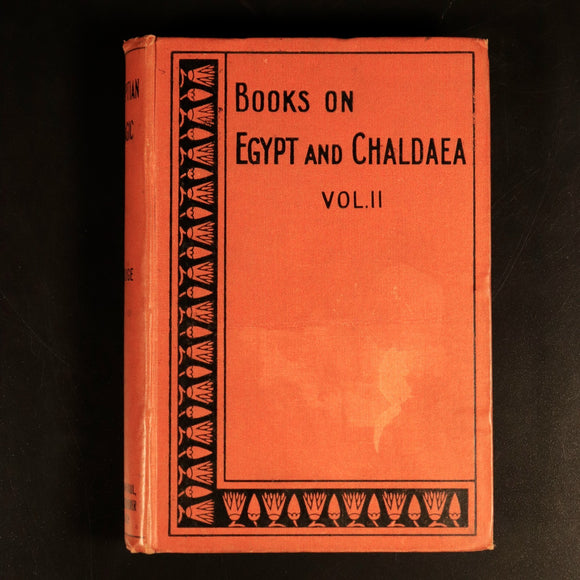 BOOKS ON
EGYPT AND CHALDAEA
VOL. II